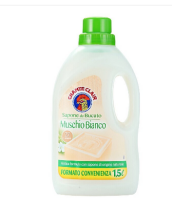 CHANTE CLAIR
Sapone di Bucato
Muschio Bianco
FORMATO CONVENIENZA 1,5L